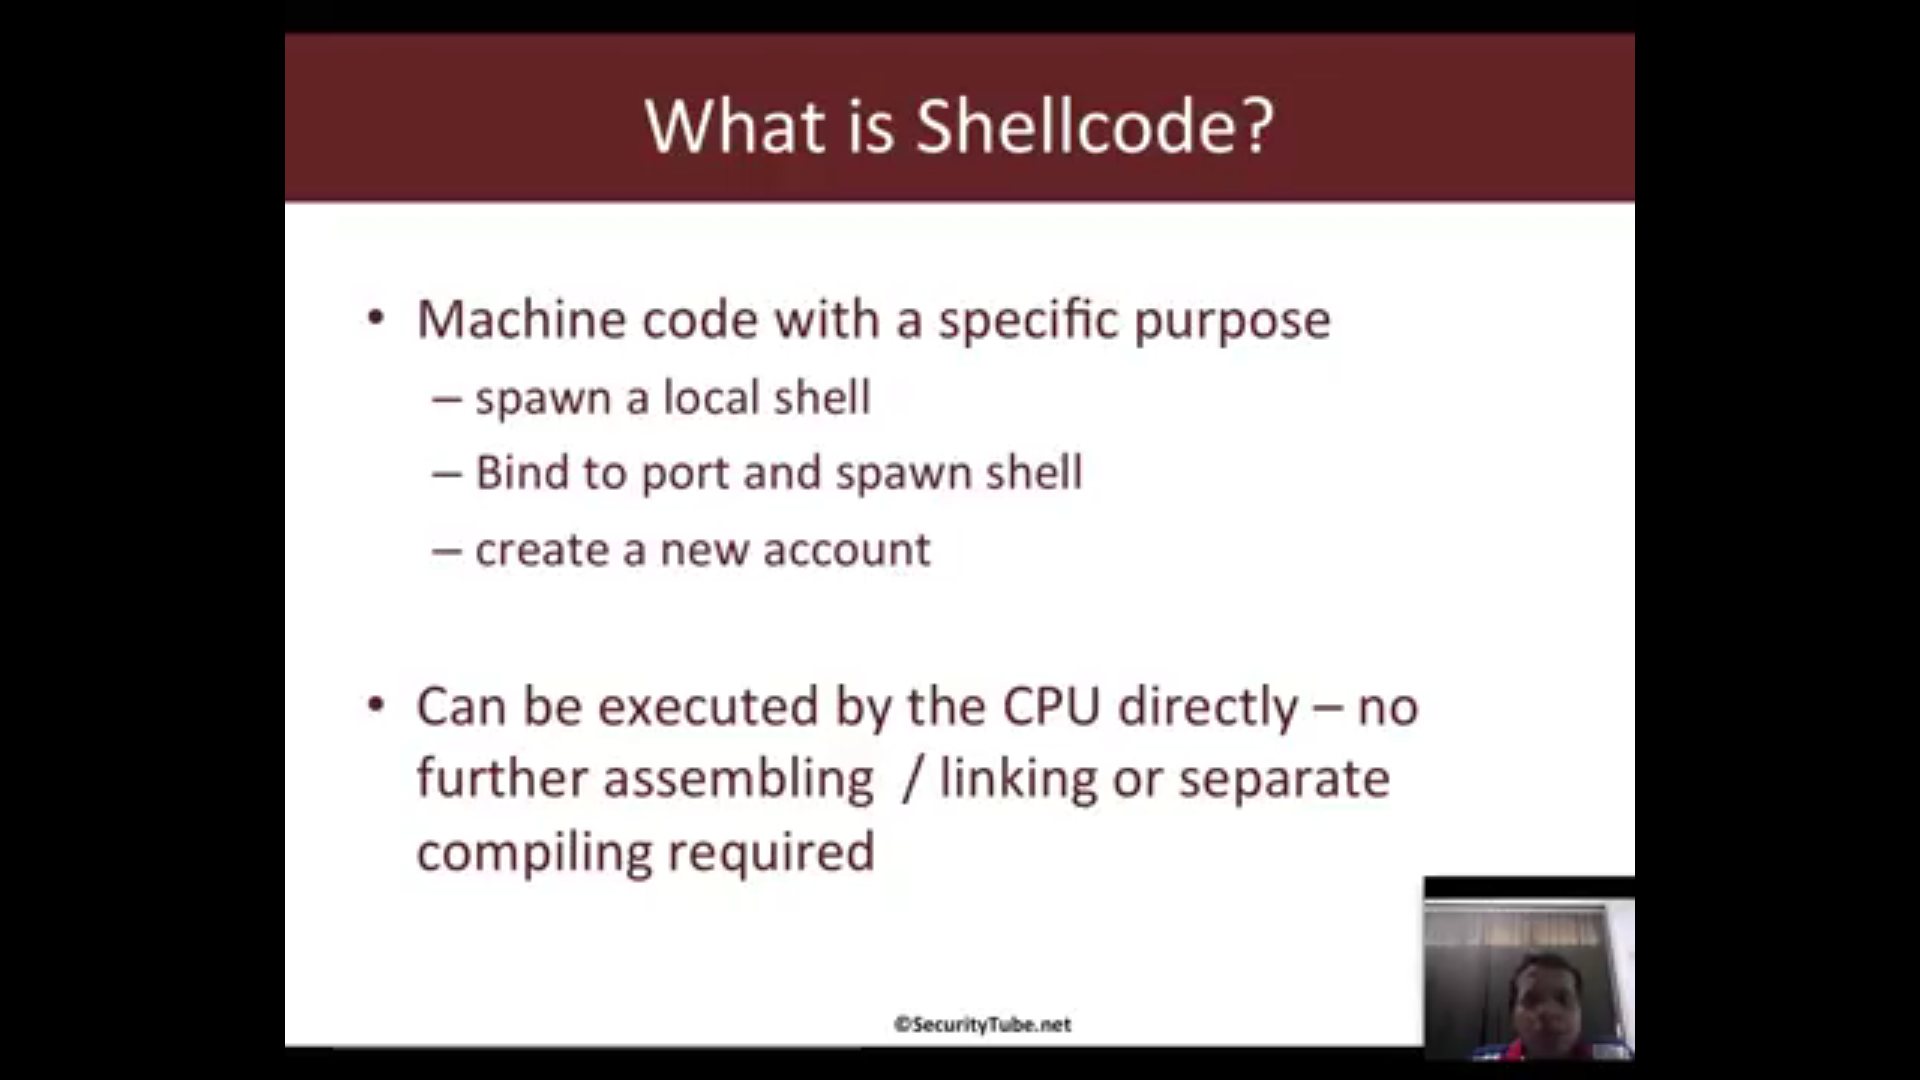 What is Shellcode?
• Machine code with a specific purpose
– spawn a local shell
– Bind to port and spawn shell
– create a new account
• Can be executed by the CPU directly – no
further assembling / linking or separate
compiling required
©SecurityTube.net